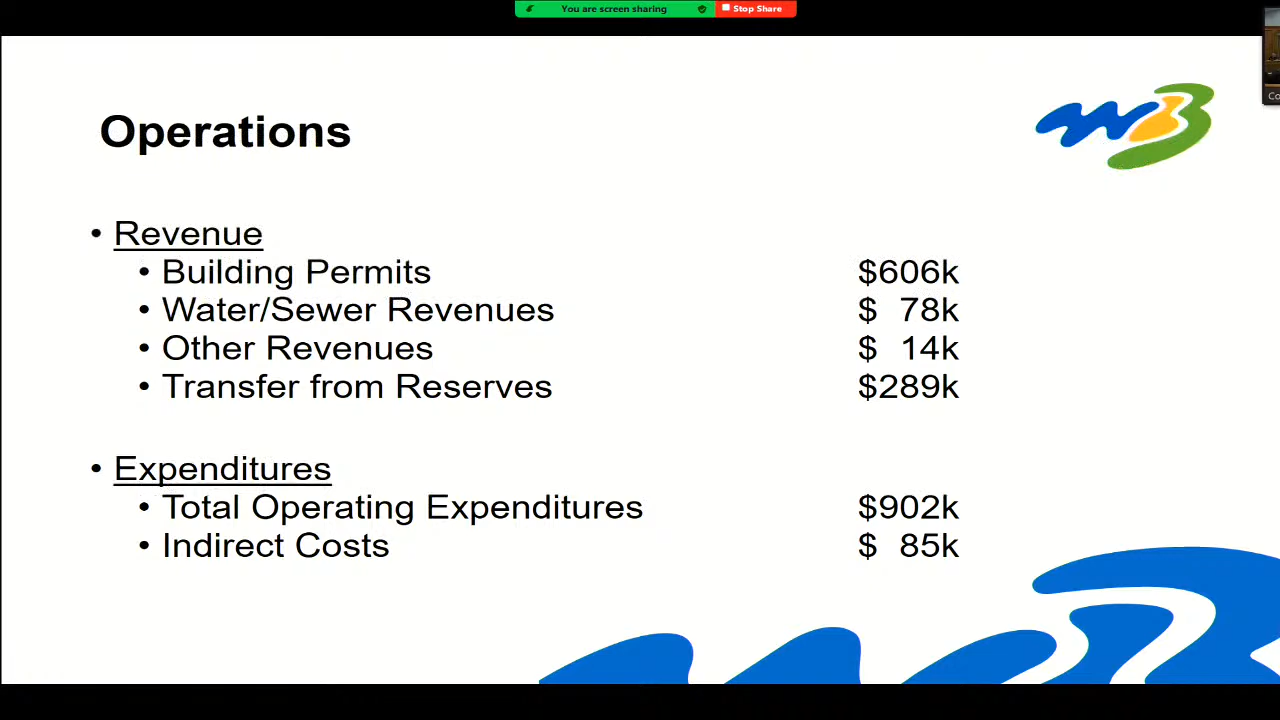 You are screen sharing Stop Share
Operations
• Revenue
• Building Permits $606k
• Water/Sewer Revenues $ 78k
• Other Revenues $ 14k
• Transfer from Reserves $289k
• Expenditures
• Total Operating Expenditures $902k
• Indirect Costs $ 85k